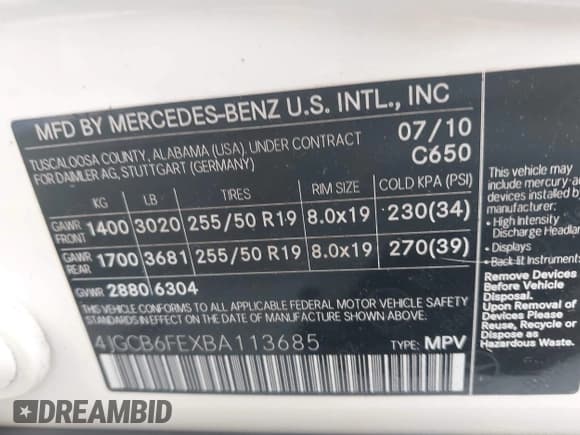 MFD BY MERCEDES-BENZ U.S. INTL., INC
TUSCALOOSA COUNTY, ALABAMA (USA). UNDER CONTRACT
FOR DAIMLER AG, STUTTGART (GERMANY)
07/10
C650
KG LB TIRES RIM SIZE COLD KPA (PSI)
GAWR FRONT 1400 3020 255/50 R19 8.0x19 230(34)
GAWR REAR 1700 3681 255/50 R19 8.0x19 270(39)
GVWR 2880 6304
THIS VEHICLE CONFORMS TO ALL APPLICABLE FEDERAL MOTOR VEHICLE SAFETY
STANDARDS IN EFFECT ON THE DATE OF MANUFACTURE SHOWN ABOVE.
4JGCB6FEXBA113685 TYPE: MPV
This vehicle may
include mercury-a
devices installed b
manufacturer:
• High Intensity
Discharge Headla
• Displays
• Back-lit Instrument
Remove Devices
Before Vehicle
Disposal.
Upon Removal of
Devices Please
Reuse, Recycle or
Dispose as
Hazardous Waste.
DREAMBID